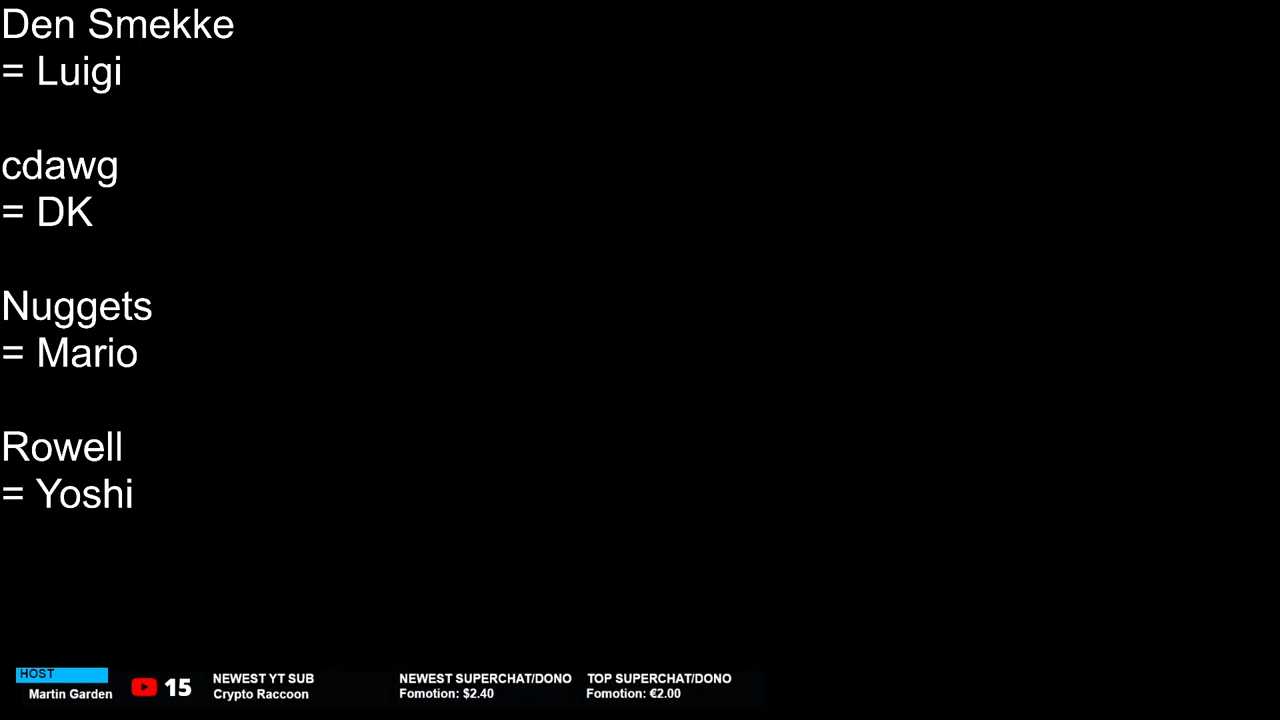 Den Smekke
= Luigi
cdawg
= DK
Nuggets
= Mario
Rowell
= Yoshi
HOST
Martin Garden
15
NEWEST YT SUB
Crypto Raccoon
NEWEST SUPERCHAT/DONO
Fomotion: $2.40
TOP SUPERCHAT/DONO
Fomotion: €2.00